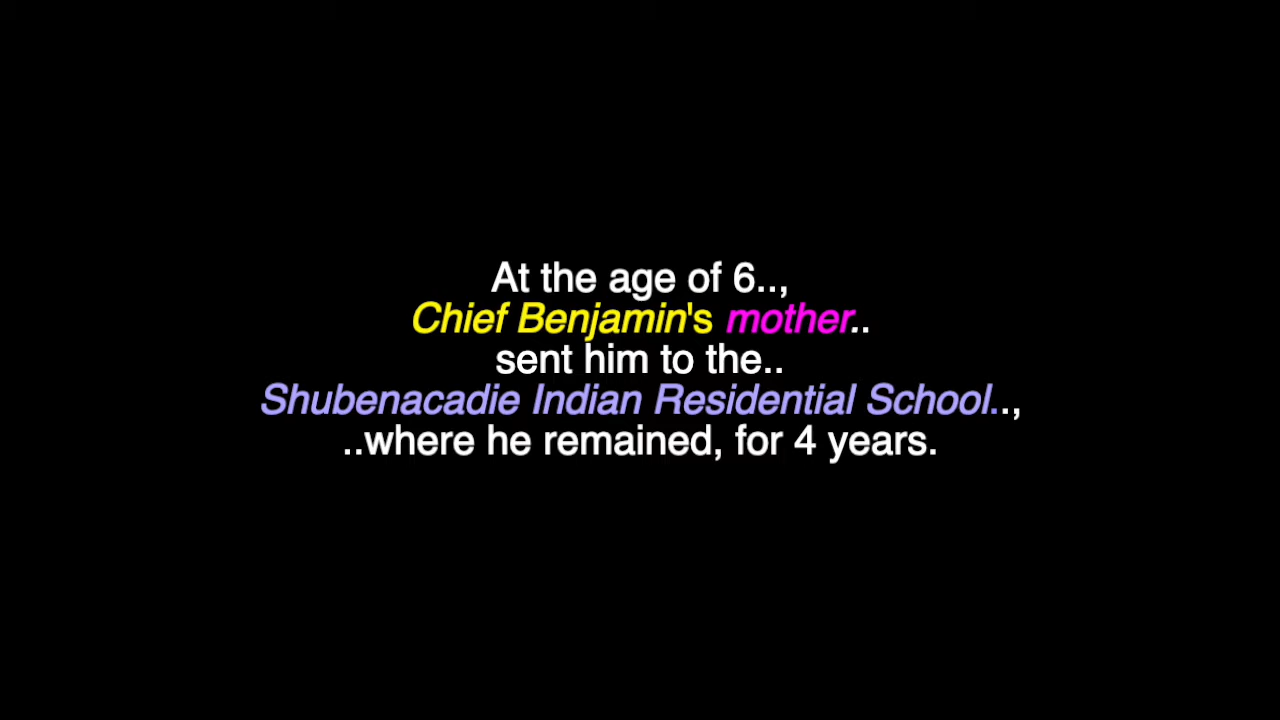 At the age of 6..,
Chief Benjamin's mother..
sent him to the..
Shubenacadie Indian Residential School..,
..where he remained, for 4 years.